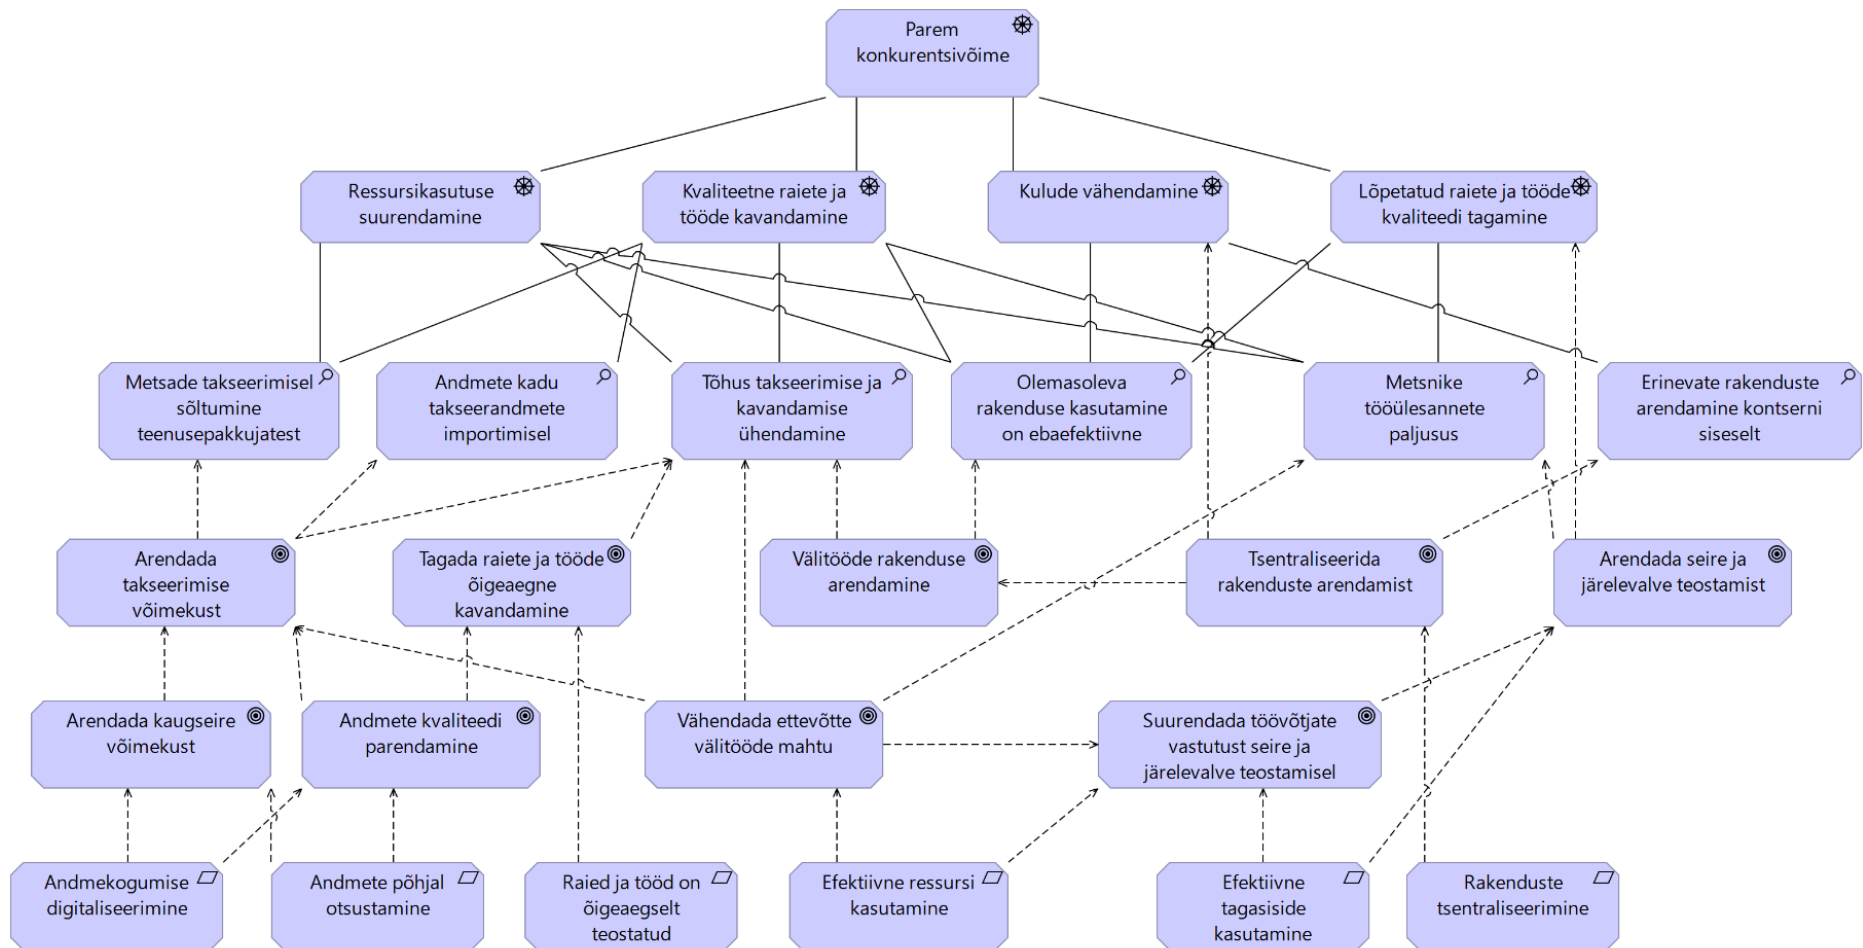 Parem
konkurentsivõime
Ressursikasutuse
suurendamine
Kvaliteetne raiete ja
tööde kavandamine
Kulude vähendamine
Lõpetatud raiete ja tööde
kvaliteedi tagamine
Metsade takseerimisel
sõltumine
teenusepakkujatest
Andmete kadu
takseerandmete
importimisel
Tõhus takseerimise ja
kavandamise
ühendamine
Olemasoleva
rakenduse kasutamine
on ebaefektiivne
Metsnike
tööülesannete
paljusus
Erinevate rakenduste
arendamine kontserni
siseselt
Arendada
takseerimise
võimekust
Tagada raiete ja tööde
õigeaegne
kavandamine
Välitööde rakenduse
arendamine
Tsentraliseerida
rakenduste arendamist
Arendada seire ja
järelevalve teostamist
Arendada kaugseire
võimekust
Andmete kvaliteedi
parendamine
Vähendada ettevõtte
välitööde mahtu
Suurendada töövõtjate
vastutust seire ja
järelevalve teostamisel
Andmekogumise
digitaliseerimine
Andmete põhjal
otsustamine
Raied ja tööd on
õigeaegselt
teostatud
Efektiivne ressursi
kasutamine
Efektiivne
tagasiside
kasutamine
Rakenduste
tsentraliseerimine